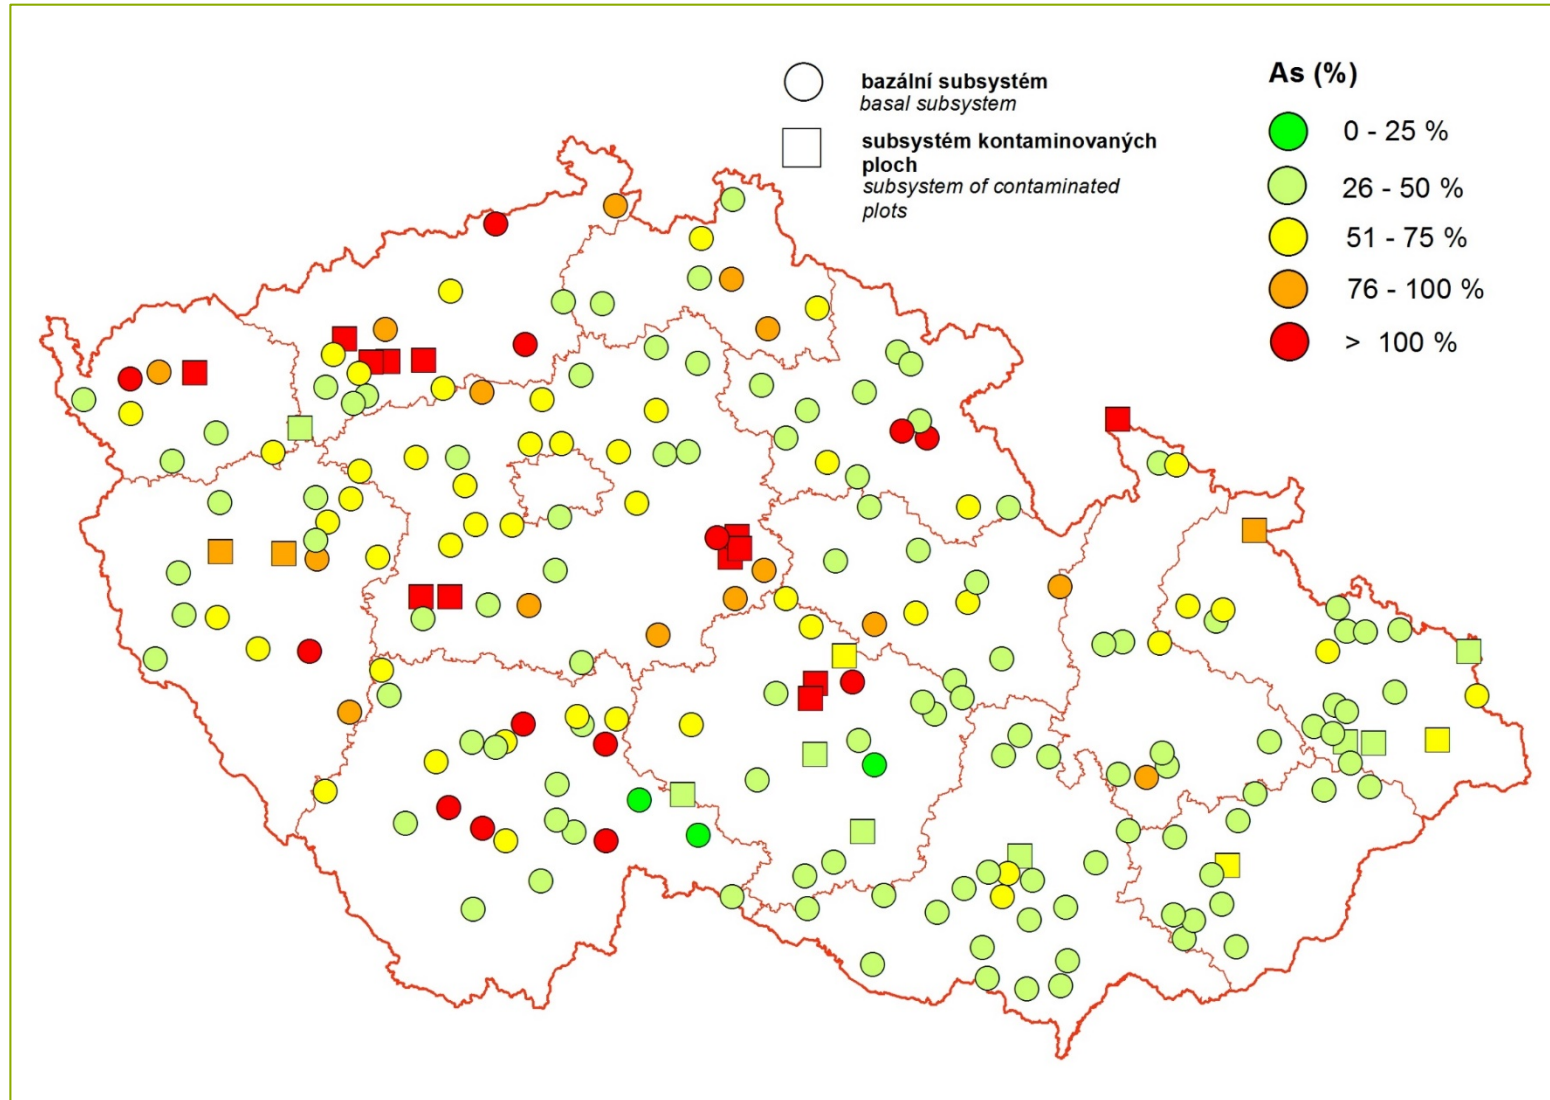 bazální subsystém
basal subsystem
subsystém kontaminovaných
ploch
subsystem of contaminated
plots
As (%)
0 - 25 %
26 - 50 %
51 - 75 %
76 - 100 %
> 100 %